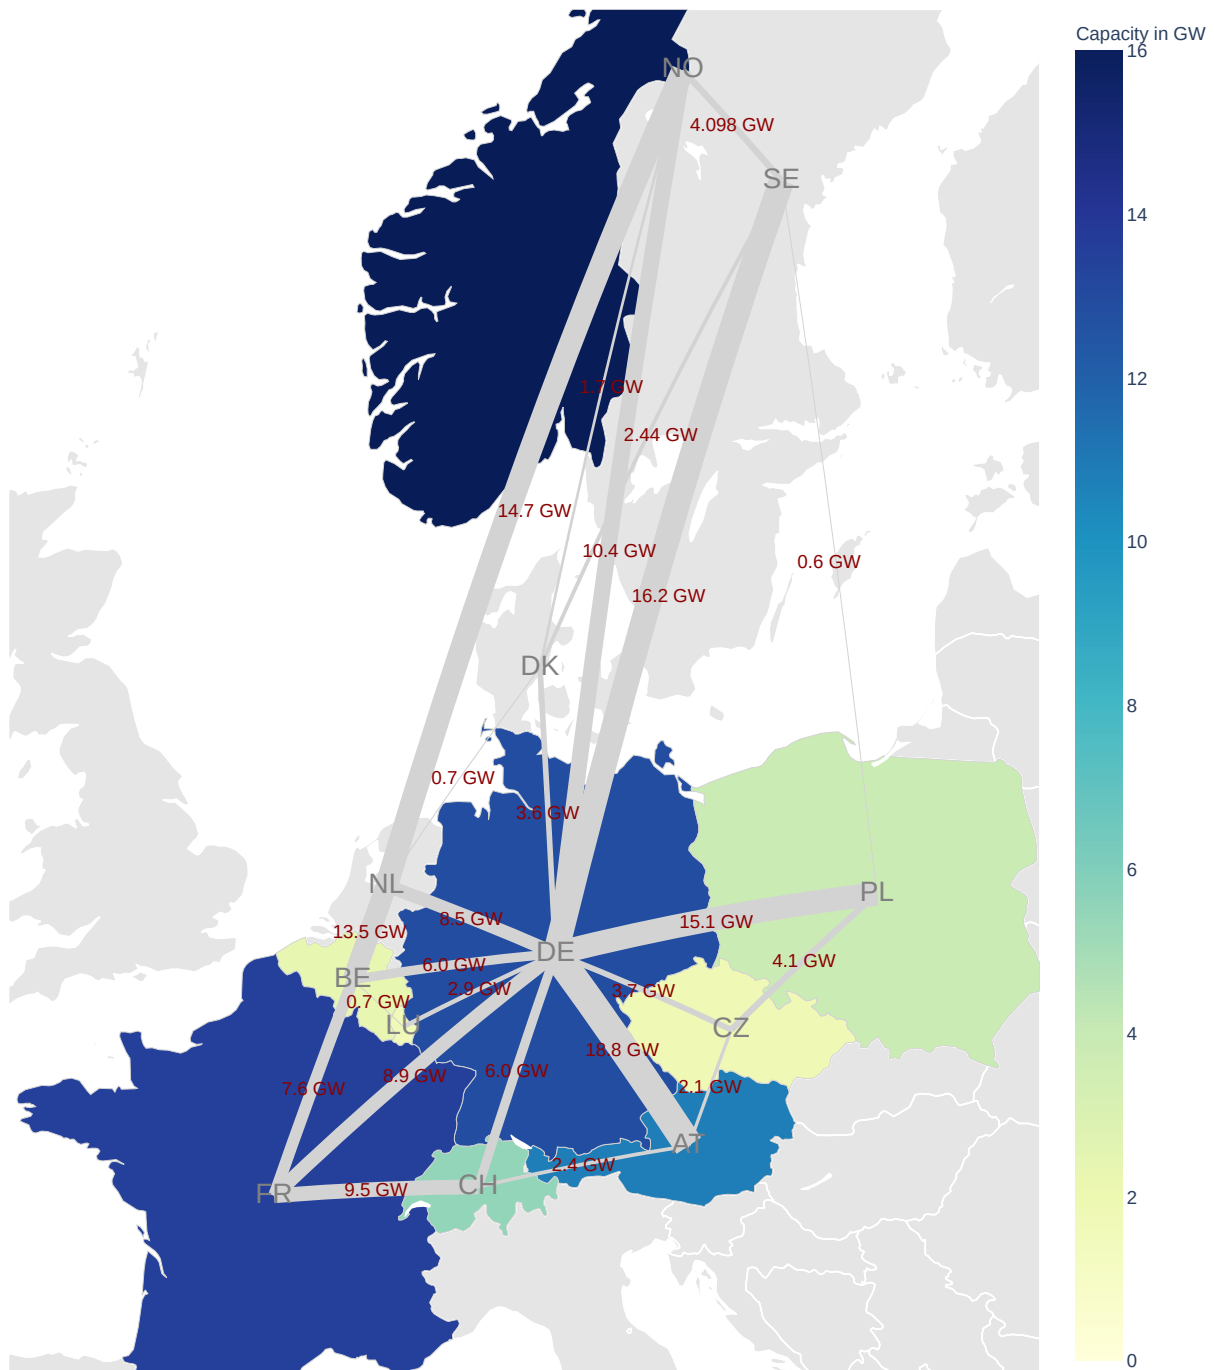 Capacity in GW
16
NO
4.098 GW
SE
14
12
1.7 GW
2.44 GW
14.7 GW
10.4 GW
10
0.6 GW
16.2 GW
DK
8
0.7 GW
3.6 GW
6
NL
PL
8.5 GW
15.1 GW
13.5 GW
DE
6.0 GW
4.1 GW
BE
2.9 GW
3.7 GW
0.7 GW
LU
CZ
4
18.8 GW
6.0 GW
8.9 GW
7.6 GW
2.1 GW
AT
2.4 GW
CH
9.5 GW
FR
2
0